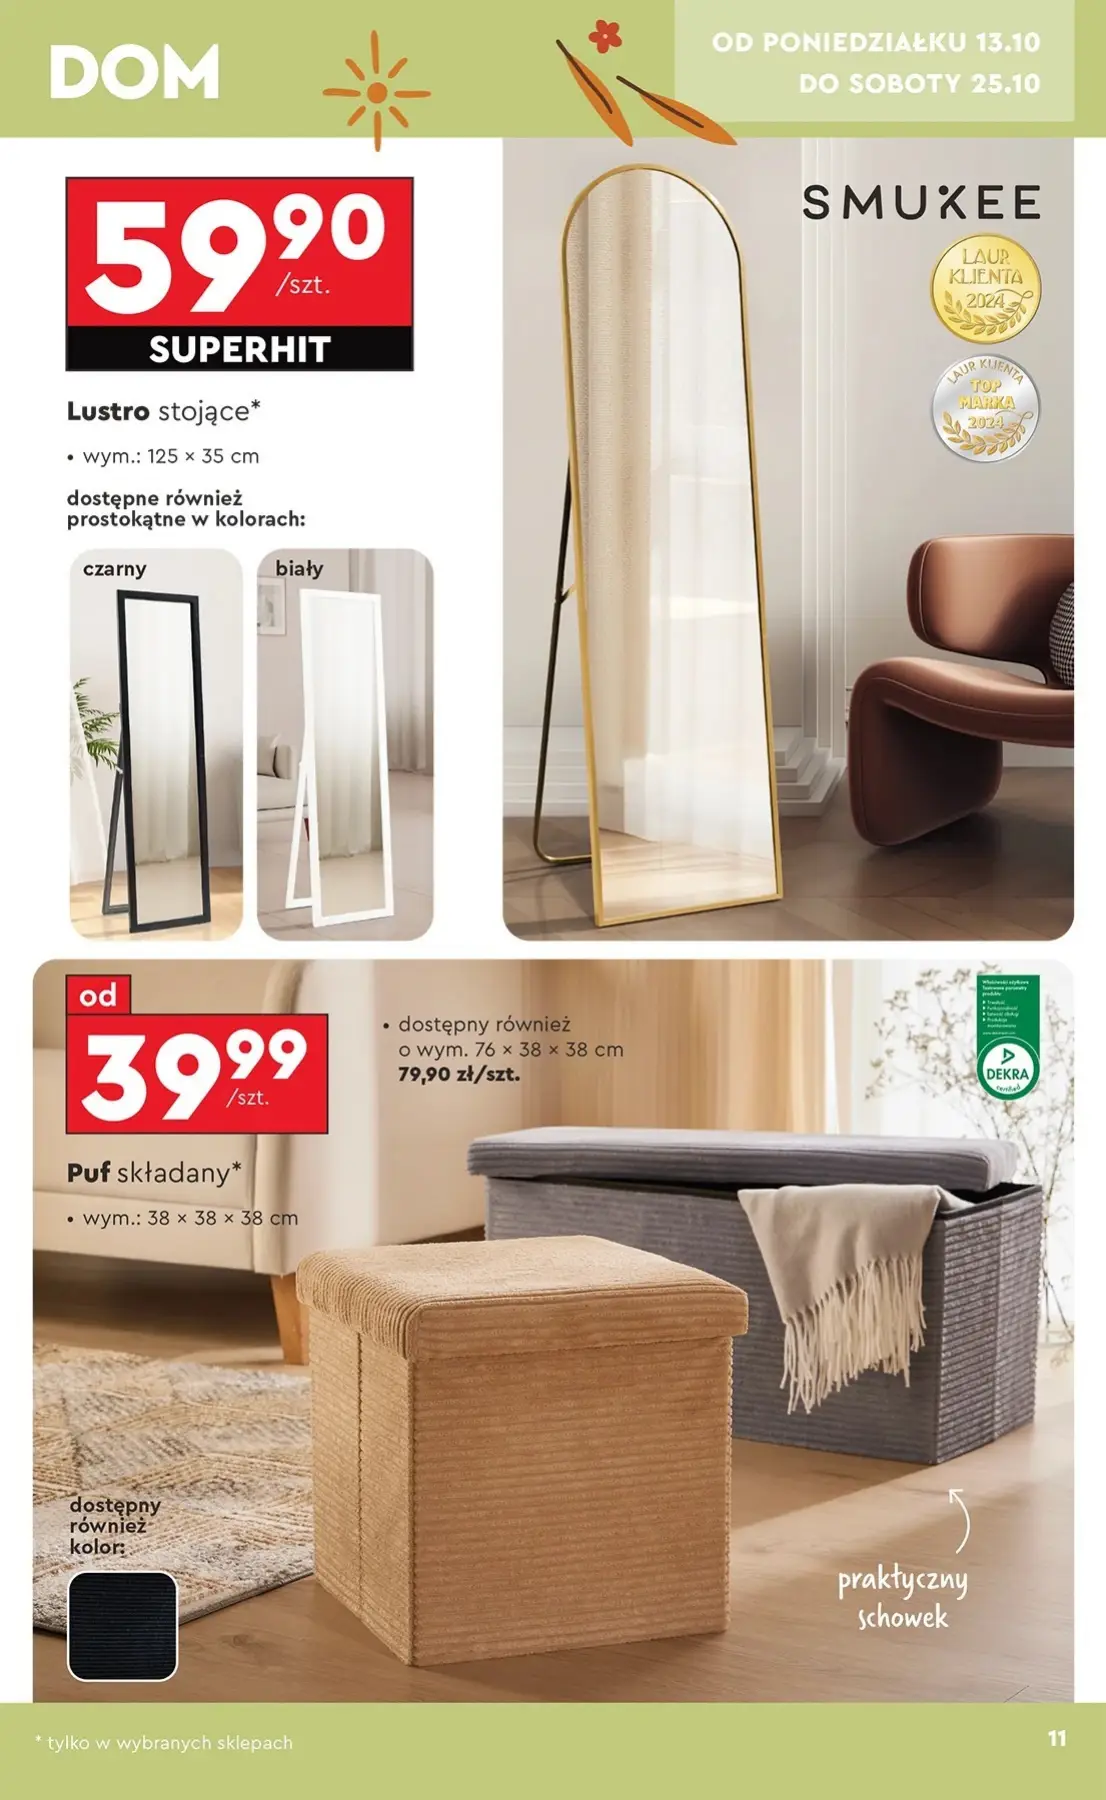 DOM
OD PONIEDZIAŁKU 13.10
DO SOBOTY 25.10
59 90
/szt.
SUPERHIT
SMUKEE
LAUR
KLIENTA
2024
LAUR KLIENTA
TOP
MARKA
2024
Lustro stojące*
• wym.: 125 × 35 cm
dostępne również
prostokątne w kolorach:
czarny
biały
od
39 99
/szt.
• dostępny również
o wym. 76 × 38 × 38 cm
79,90 zł/szt.
DEKRA
certified
Puf składany*
• wym.: 38 × 38 × 38 cm
dostępny
również
kolor:
praktyczny
schowek
* tylko w wybranych sklepach
11